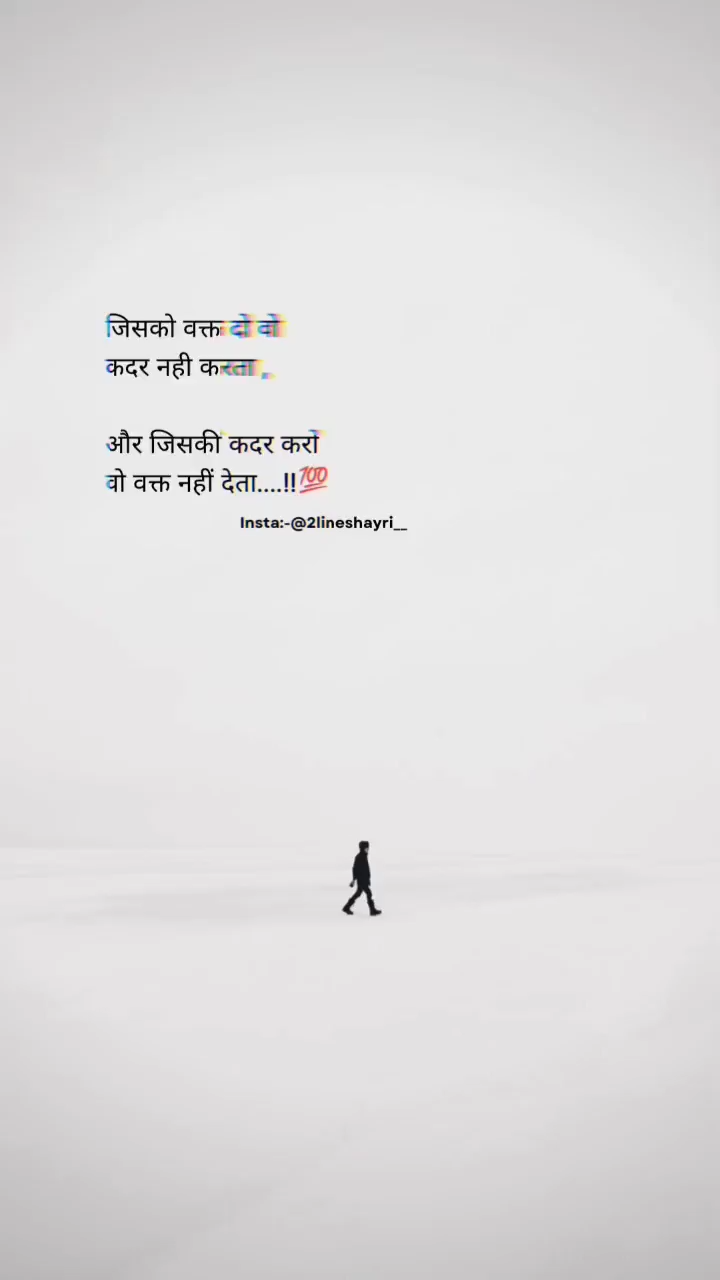 जिसको वक्त दो वो
कदर नही करता,
और जिसकी कदर करो
वो वक्त नहीं देता....!!💯
Insta:-@2lineshayri__